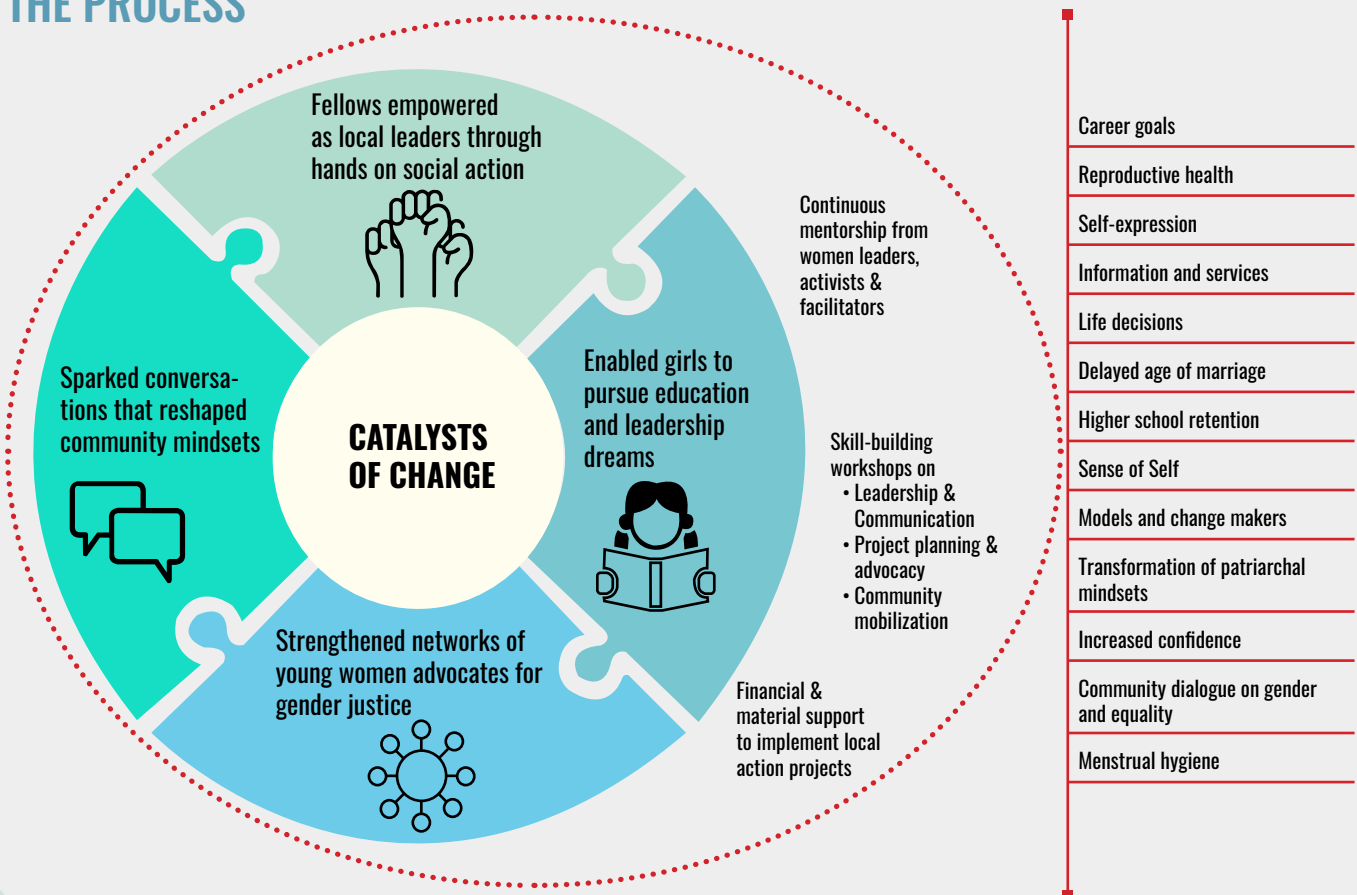 THE PROCESS
Fellows empowered
as local leaders through
hands on social action
Sparked conversa-
tions that reshaped
community mindsets
CATALYSTS
OF CHANGE
Enabled girls to
pursue education
and leadership
dreams
Strengthened networks of
young women advocates for
gender justice
Continuous
mentorship from
women leaders,
activists &
facilitators
Skill-building
workshops on
• Leadership &
Communication
• Project planning &
advocacy
• Community
mobilization
Financial &
material support
to implement local
action projects
Career goals
Reproductive health
Self-expression
Information and services
Life decisions
Delayed age of marriage
Higher school retention
Sense of Self
Models and change makers
Transformation of patriarchal
mindsets
Increased confidence
Community dialogue on gender
and equality
Menstrual hygiene